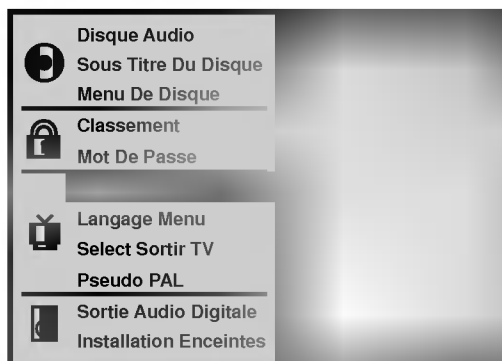 Disque Audio
Sous Titre Du Disque
Menu De Disque
Classement
Mot De Passe
Langage Menu
Select Sortir TV
Pseudo PAL
Sortie Audio Digitale
Installation Enceintes